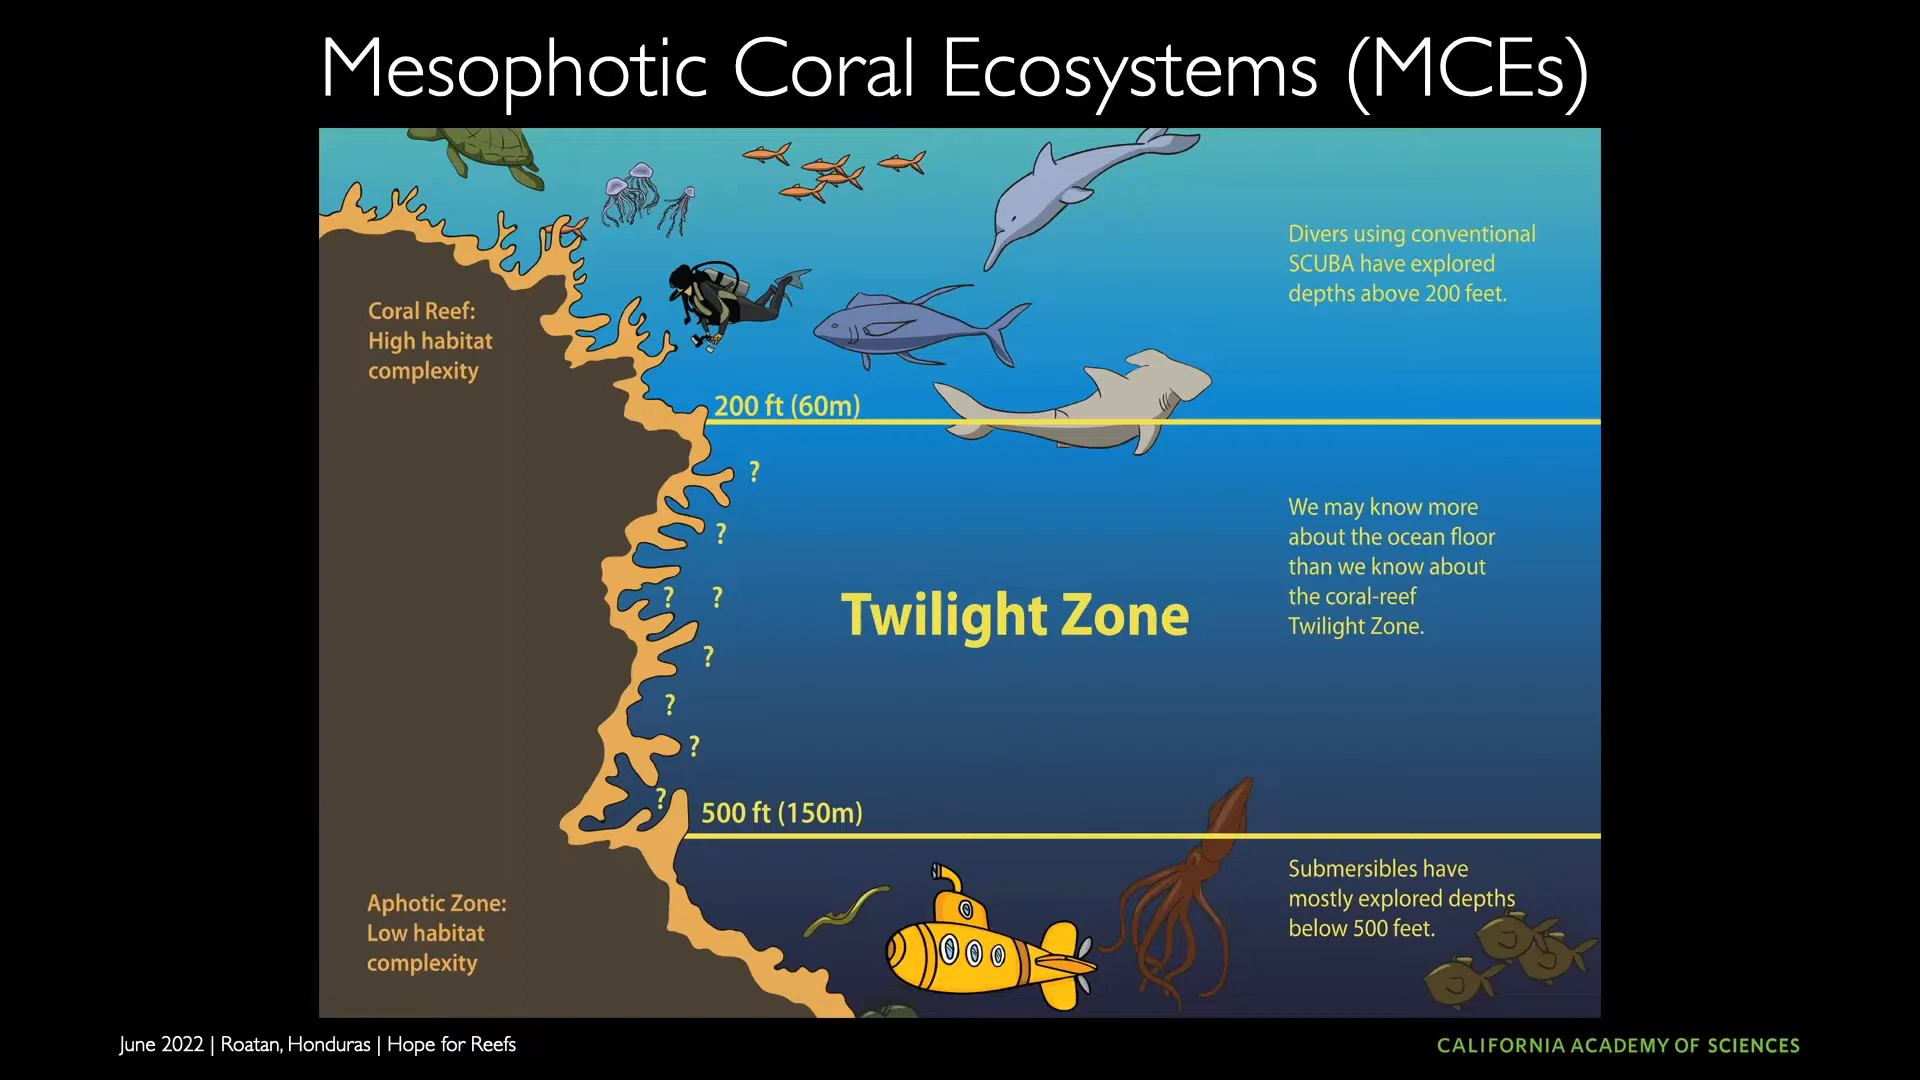 Mesophotic Coral Ecosystems (MCEs)
Divers using conventional
SCUBA have explored
depths above 200 feet.
Coral Reef:
High habitat
complexity
200 ft (60m)
?
We may know more
about the ocean floor
than we know about
the coral-reef
Twilight Zone.
?
Twilight Zone
? ?
?
?
?
?
500 ft (150m)
Submersibles have
mostly explored depths
below 500 feet.
Aphotic Zone:
Low habitat
complexity
June 2022 | Roatan, Honduras | Hope for Reefs
CALIFORNIA ACADEMY OF SCIENCES